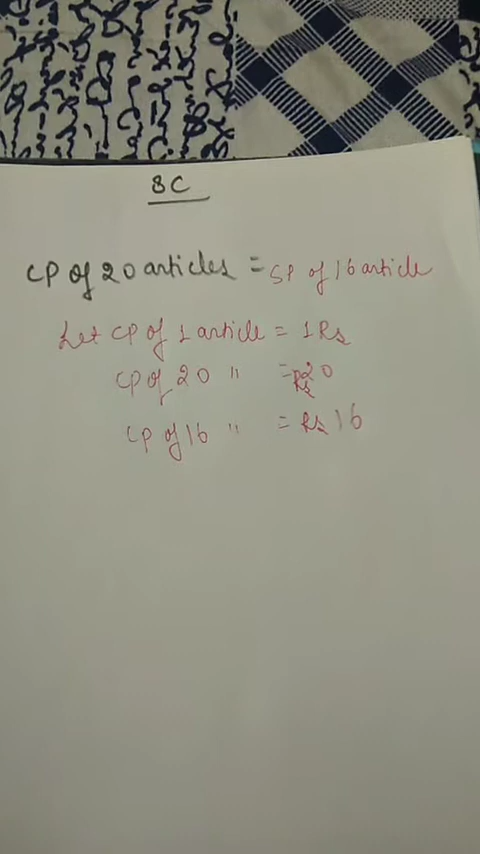 8C
CP of 20 articles = SP of 16 article
Let CP of 1 article = 1 Rs
CP of 20 " = Rs 20
CP of 16 " = Rs 16